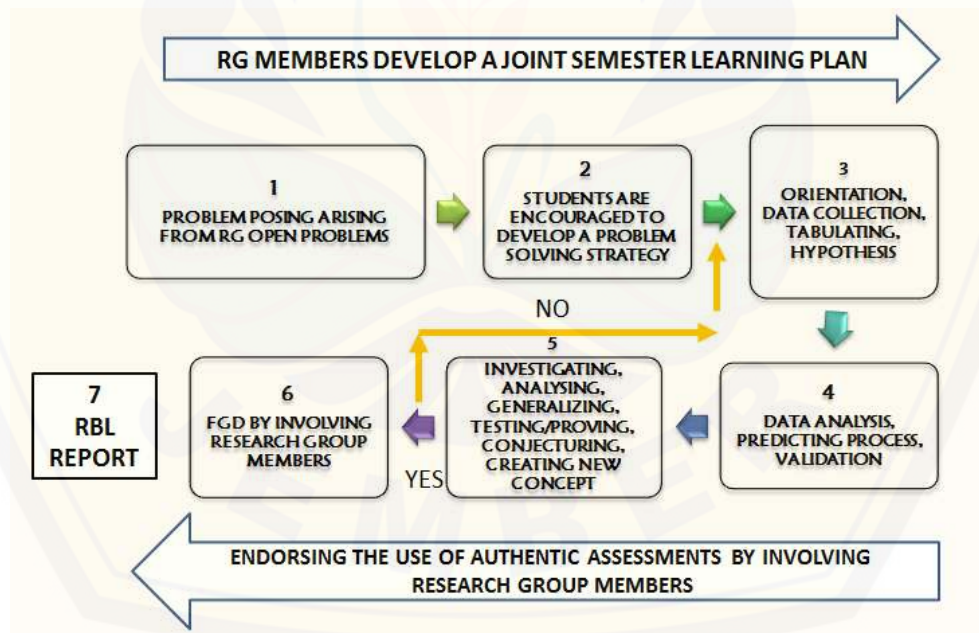 RG MEMBERS DEVELOP A JOINT SEMESTER LEARNING PLAN
1
PROBLEM POSING ARISING
FROM RG OPEN PROBLEMS
2
STUDENTS ARE
ENCOURAGED TO
DEVELOP A PROBLEM
SOLVING STRATEGY
3
ORIENTATION,
DATA COLLECTION,
TABULATING,
HYPOTHESIS
NO
7
RBL
REPORT
6
FGD BY INVOLVING
RESEARCH GROUP
MEMBERS
YES
5
INVESTIGATING,
ANALYSING,
GENERALIZING,
TESTING/PROVING,
CONJECTURING,
CREATING NEW
CONCEPT
4
DATA ANALYSIS,
PREDICTING PROCESS,
VALIDATION
ENDORSING THE USE OF AUTHENTIC ASSESSMENTS BY INVOLVING
RESEARCH GROUP MEMBERS